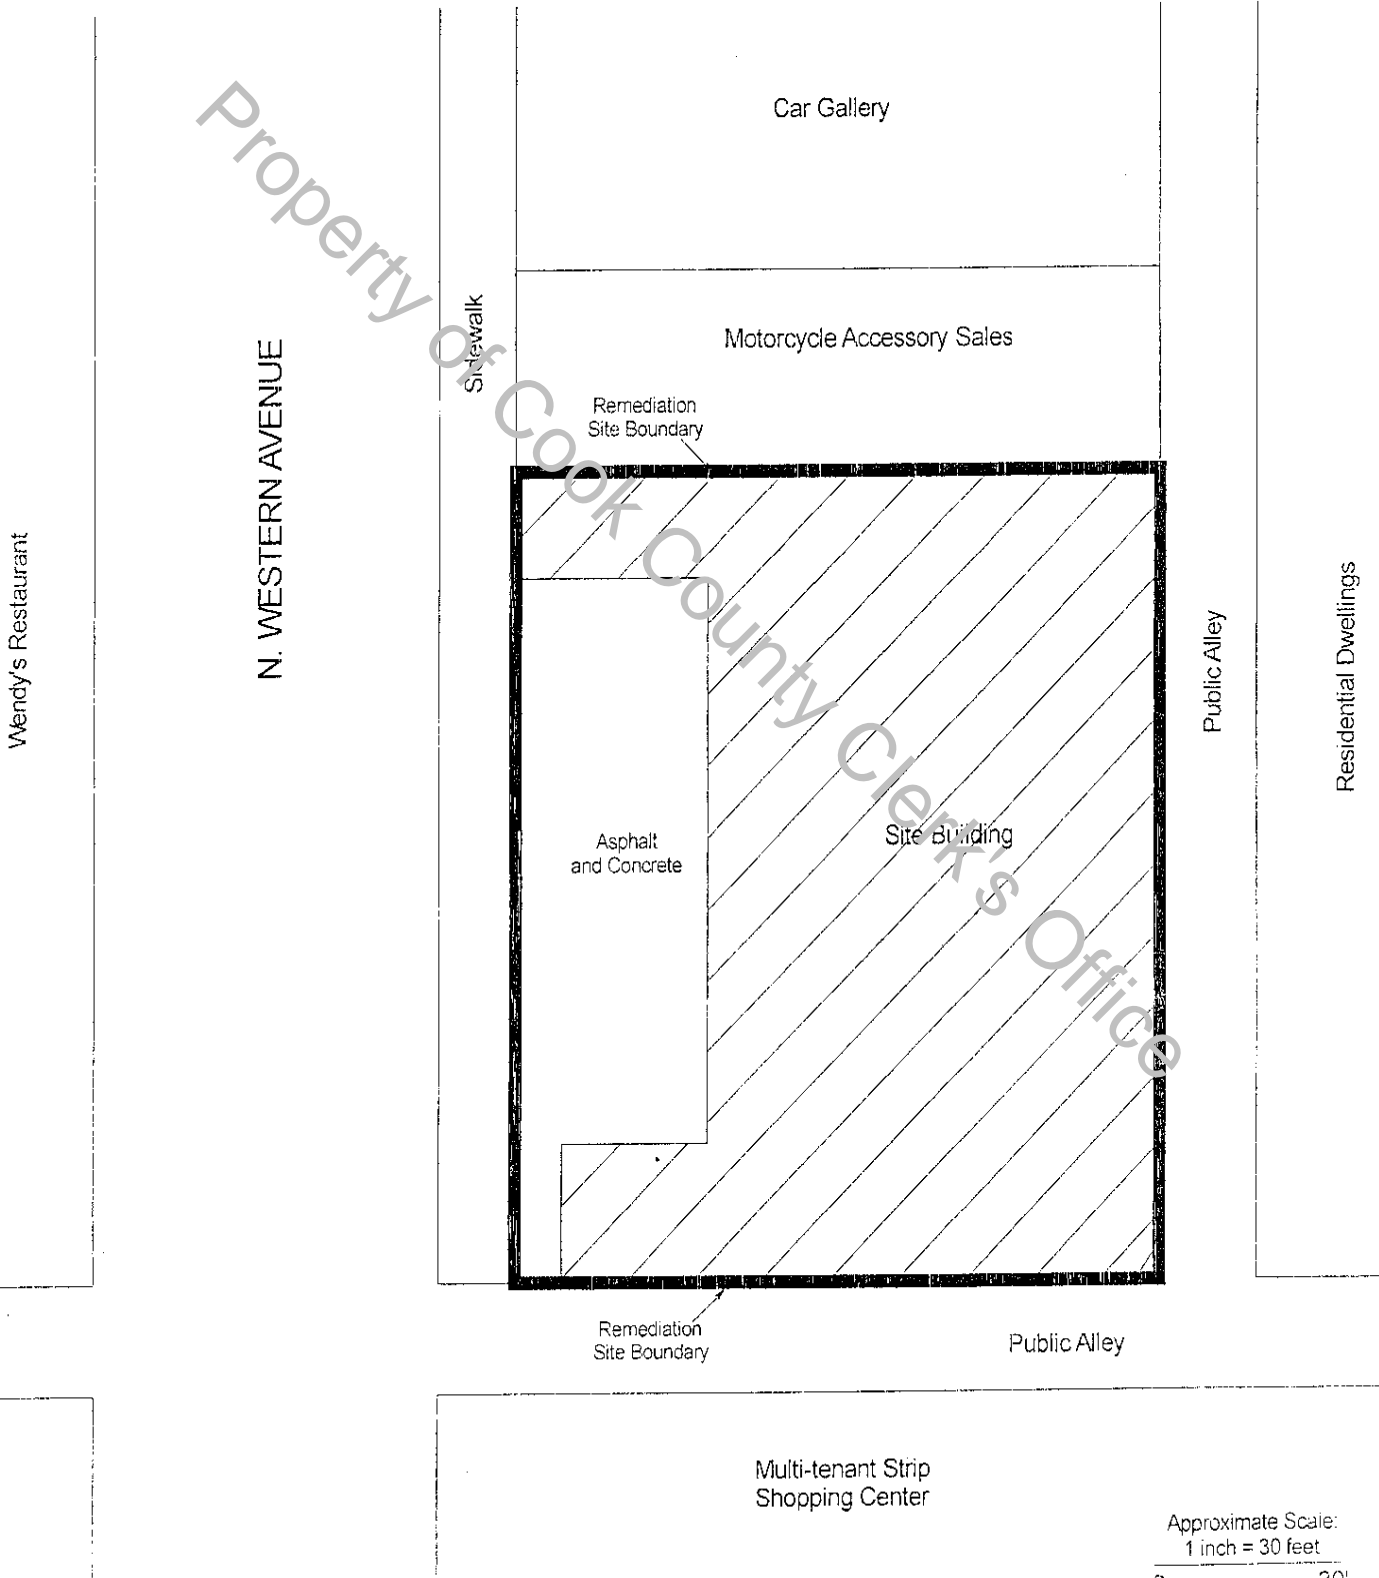 Car Gallery
Property of Cook County Clerk's Office
Sidewalk
Motorcycle Accessory Sales
N. WESTERN AVENUE
Remediation
Site Boundary
Wendy's Restaurant
Public Alley
Residential Dwellings
Asphalt
and Concrete
Site Building
Remediation
Site Boundary
Public Alley
Multi-tenant Strip
Shopping Center
Approximate Scale:
1 inch = 30 feet